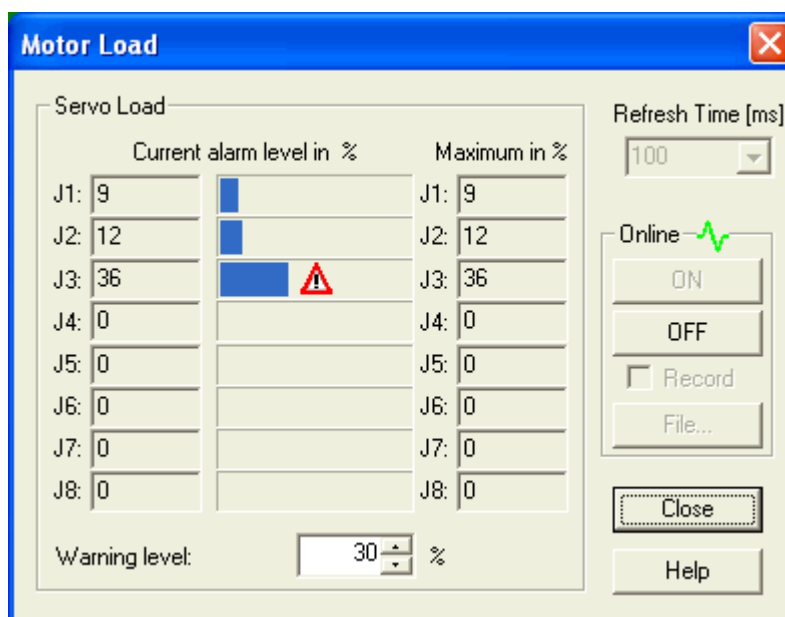 Motor Load
Servo Load
Refresh Time [ms]
Current alarm level in % Maximum in %
100
J1: 9 J1: 9
J2: 12 J2: 12
Online
J3: 36 J3: 36
ON
J4: 0 J4: 0
OFF
J5: 0 J5: 0
Record
J6: 0 J6: 0
File...
J7: 0 J7: 0
J8: 0 J8: 0
Close
Warning level: 30 %
Help